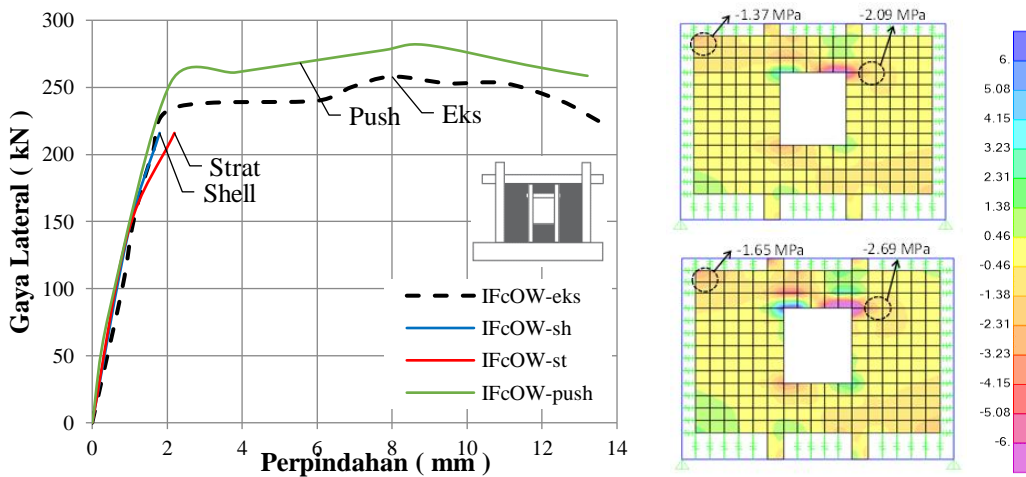 300
250
200
150
100
50
0
Gaya Lateral ( kN )
0 2 4 6 8 10 12 14
Perpindahan ( mm )
Push
Eks
Strat
Shell
IFcOW-eks
IFcOW-sh
IFcOW-st
IFcOW-push
-1.37 MPa
-2.09 MPa
-1.65 MPa
-2.69 MPa
6.
5.08
4.15
3.23
2.31
1.38
0.46
-0.46
-1.38
-2.31
-3.23
-4.15
-5.08
-6.